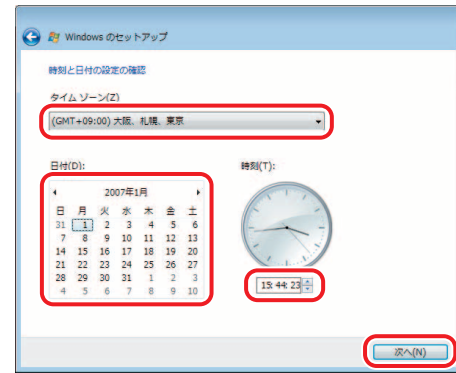 Windows のセットアップ
時刻と日付の設定の確認
タイム ゾーン(Z)
(GMT+09:00) 大阪、札幌、東京
日付(D):
時刻(T):
2007年1月
日 月 火 水 木 金 土
31 1 2 3 4 5 6
7 8 9 10 11 12 13
14 15 16 17 18 19 20
21 22 23 24 25 26 27
28 29 30 31 1 2 3
4 5 6 7 8 9 10
15:44:23
次へ(N)